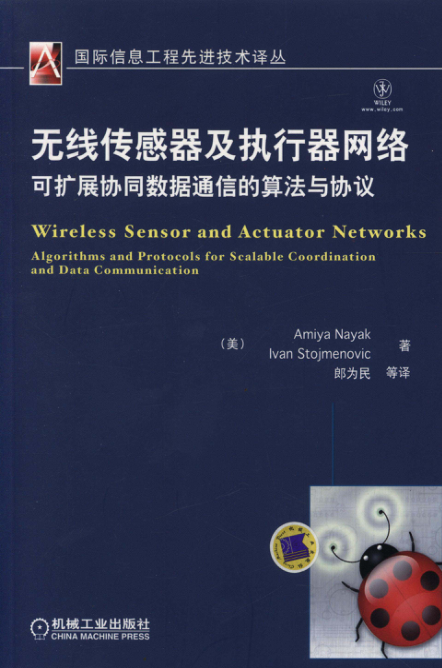 国际信息工程先进技术译丛
WILEY
www.wiley.com
无线传感器及执行器网络
可扩展协同数据通信的算法与协议
Wireless Sensor and Actuator Networks
Algorithms and Protocols for Scalable Coordination
and Data Communication
（美） Amiya Nayak
Ivan Stojmenovic 著
郎为民 等译
机械工业出版社
CHINA MACHINE PRESS